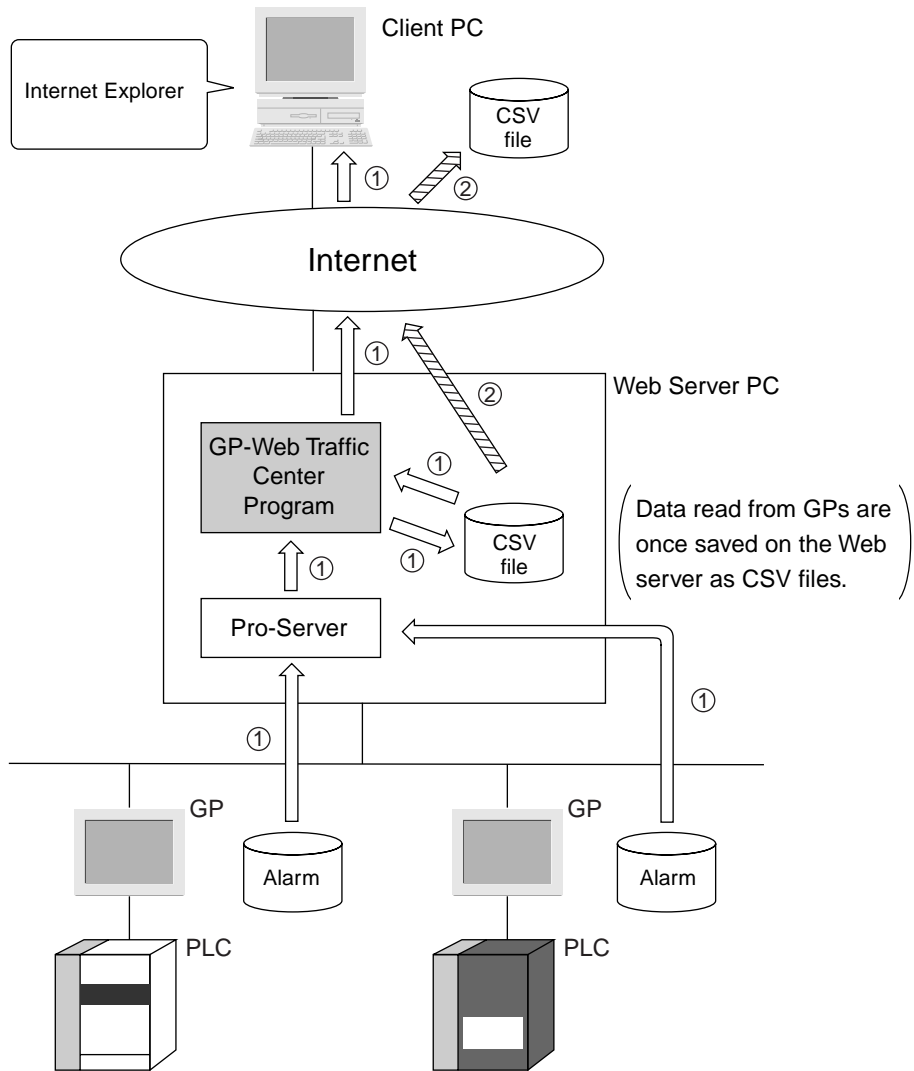 Client PC
Internet Explorer
CSV
file
①
②
Internet
①
Web Server PC
②
GP-Web Traffic
Center
Program
①
①
CSV
file
Data read from GPs are
once saved on the Web
server as CSV files.
①
Pro-Server
①
①
GP
GP
Alarm
Alarm
PLC
PLC